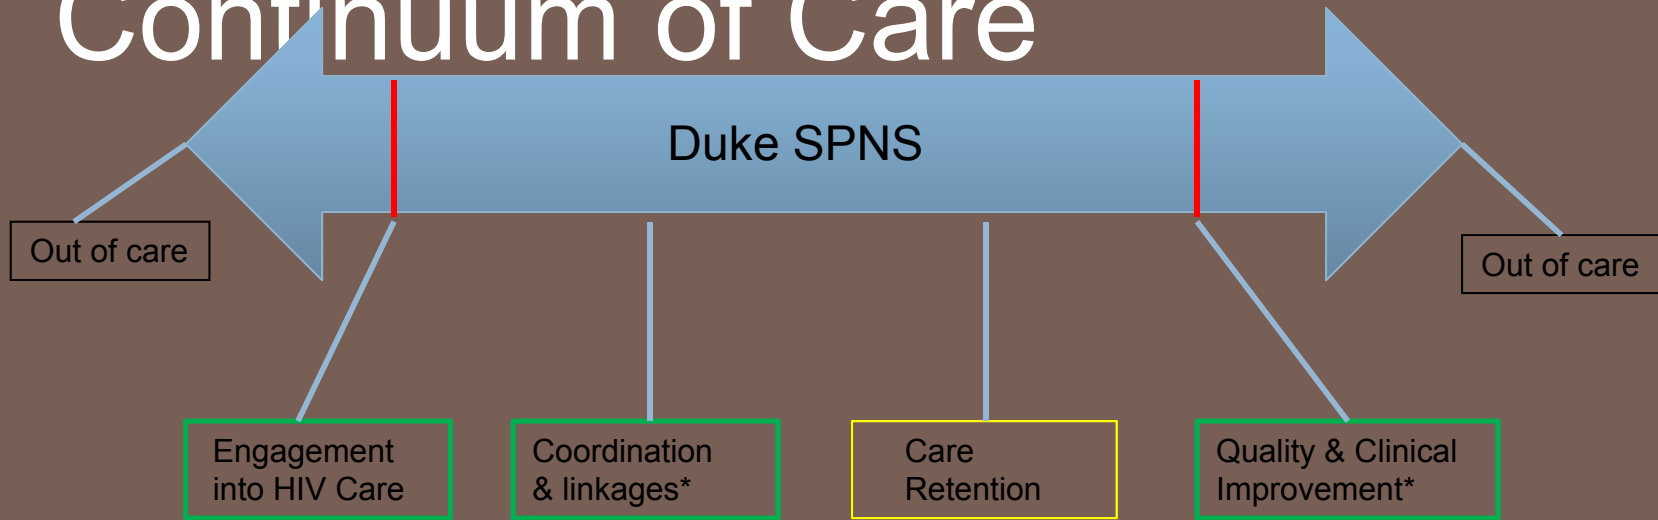 Continuum of Care
Duke SPNS
Out of care
Out of care
Engagement
into HIV Care
Coordination
& linkages*
Care
Retention
Quality & Clinical
Improvement*